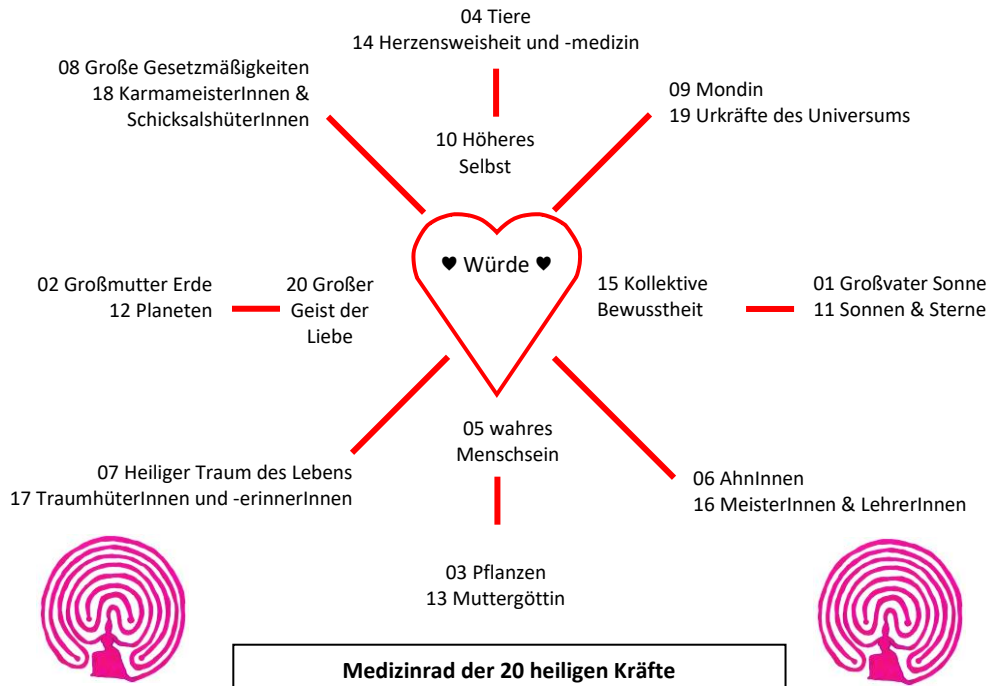 04 Tiere
14 Herzensweisheit und -medizin
08 Große Gesetzmäßigkeiten
18 KarmameisterInnen &
SchicksalshüterInnen
09 Mondin
19 Urkräfte des Universums
10 Höheres
Selbst
♥ Würde ♥
02 Großmutter Erde
12 Planeten
20 Großer
Geist der
Liebe
15 Kollektive
Bewusstheit
01 Großvater Sonne
11 Sonnen & Sterne
05 wahres
Menschsein
07 Heiliger Traum des Lebens
17 TraumhüterInnen und -erinnerInnen
06 AhnInnen
16 MeisterInnen & LehrerInnen
03 Pflanzen
13 Muttergöttin
Medizinrad der 20 heiligen Kräfte